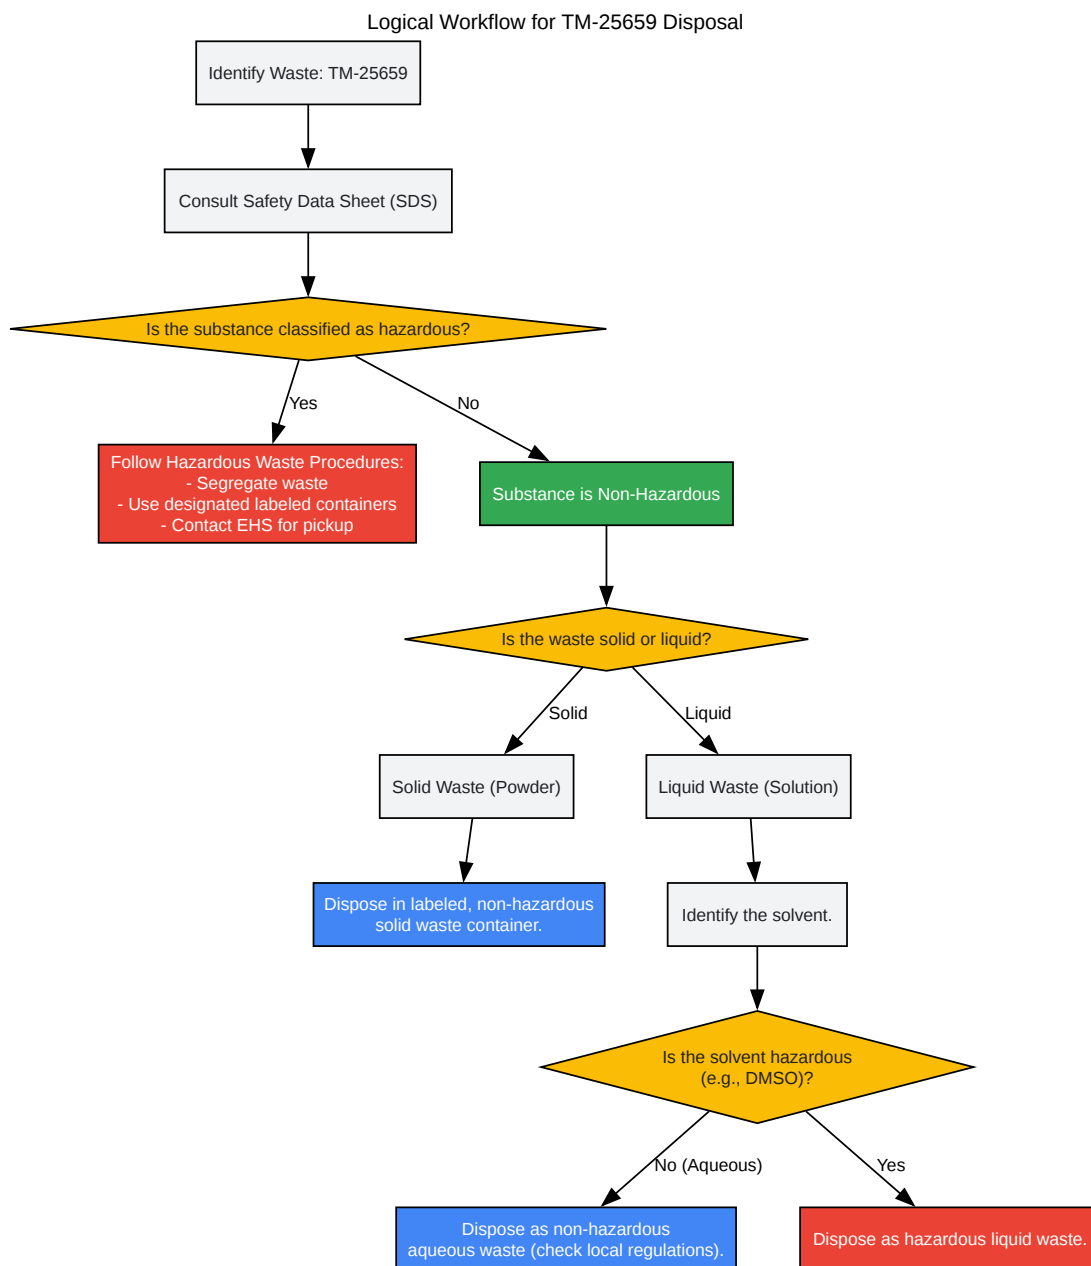 Logical Workflow for TM-25659 Disposal
Identify Waste: TM-25659
Consult Safety Data Sheet (SDS)
Is the substance classified as hazardous?
Yes
No
Follow Hazardous Waste Procedures:
- Segregate waste
- Use designated labeled containers
- Contact EHS for pickup
Substance is Non-Hazardous
Is the waste solid or liquid?
Solid
Liquid
Solid Waste (Powder)
Liquid Waste (Solution)
Dispose in labeled, non-hazardous
solid waste container.
Identify the solvent.
Is the solvent hazardous
(e.g., DMSO)?
No (Aqueous)
Yes
Dispose as non-hazardous
aqueous waste (check local regulations).
Dispose as hazardous liquid waste.